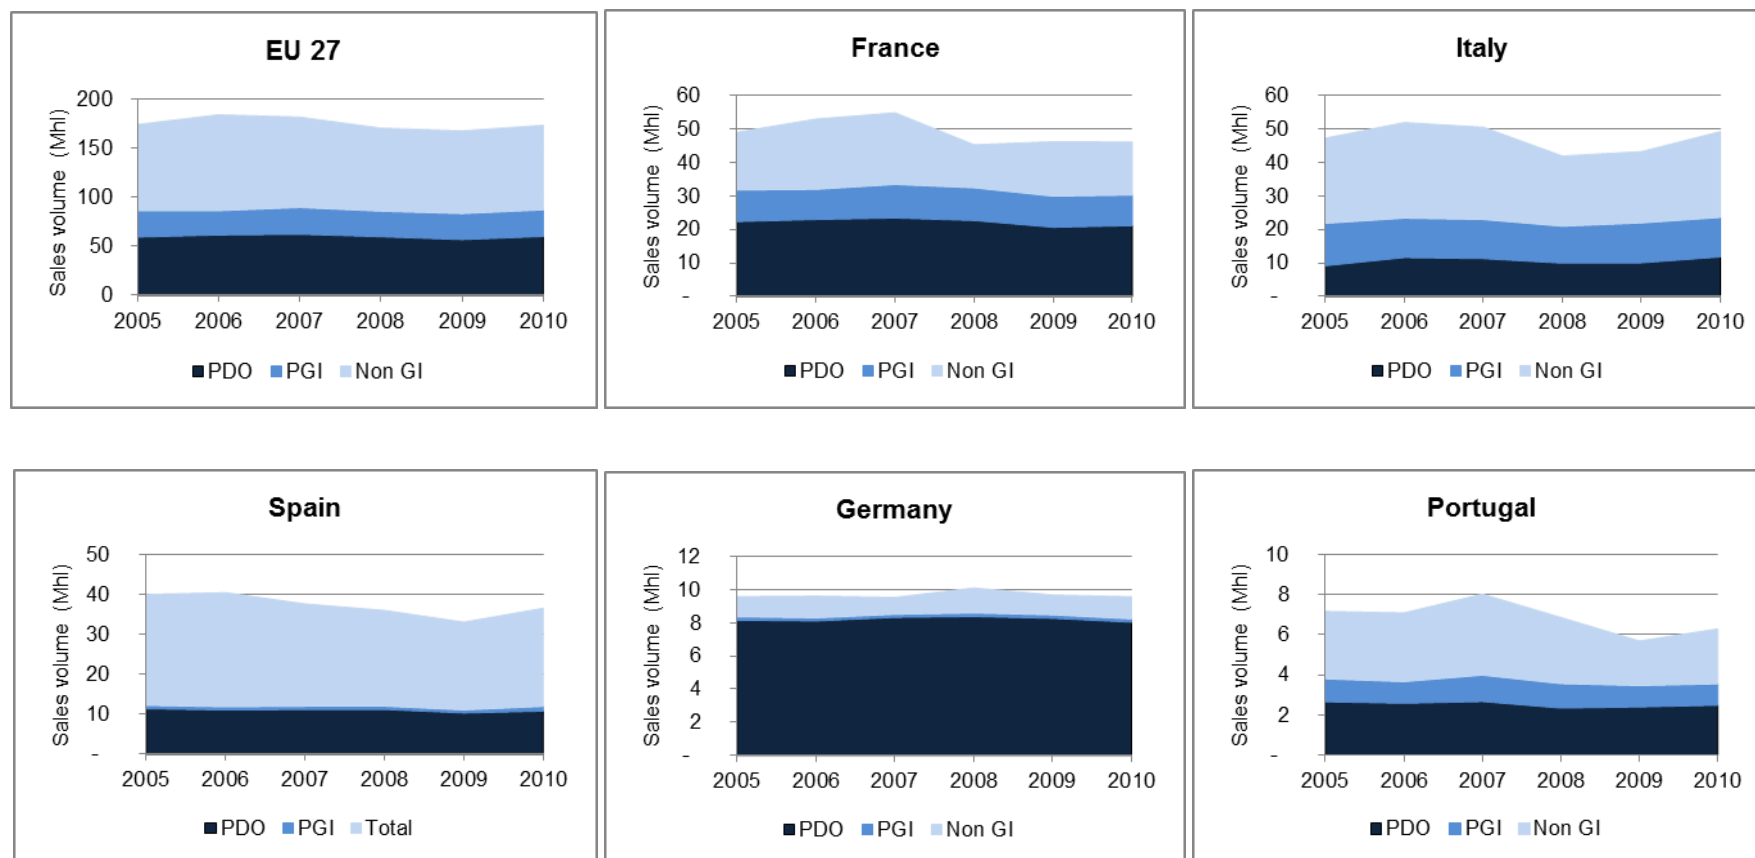 EU 27
Sales volume (Mhl)
200
150
100
50
0
2005 2006 2007 2008 2009 2010
PDO PGI Non GI
France
Sales volume (Mhl)
60
50
40
30
20
10
-
2005 2006 2007 2008 2009 2010
PDO PGI Non GI
Italy
Sales volume (Mhl)
60
50
40
30
20
10
-
2005 2006 2007 2008 2009 2010
PDO PGI Non GI
Spain
Sales volume (Mhl)
50
40
30
20
10
-
2005 2006 2007 2008 2009 2010
PDO PGI Total
Germany
Sales volume (Mhl)
12
10
8
6
4
2
-
2005 2006 2007 2008 2009 2010
PDO PGI Non GI
Portugal
Sales volume (Mhl)
10
8
6
4
2
-
2005 2006 2007 2008 2009 2010
PDO PGI Non GI